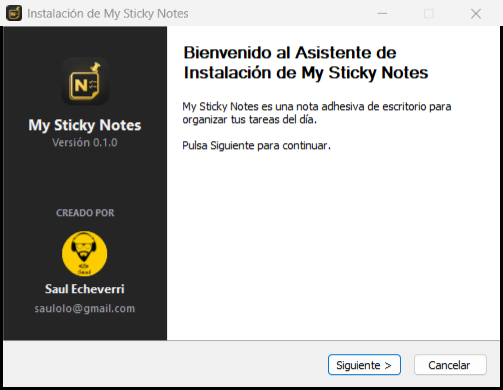 Instalación de My Sticky Notes
N
My Sticky Notes
Versión 0.1.0
CREADO POR
Saul
Saul Echeverri
saulolo@gmail.com
Bienvenido al Asistente de
Instalación de My Sticky Notes
My Sticky Notes es una nota adhesiva de escritorio para
organizar tus tareas del día.
Pulsa Siguiente para continuar.
Siguiente >
Cancelar